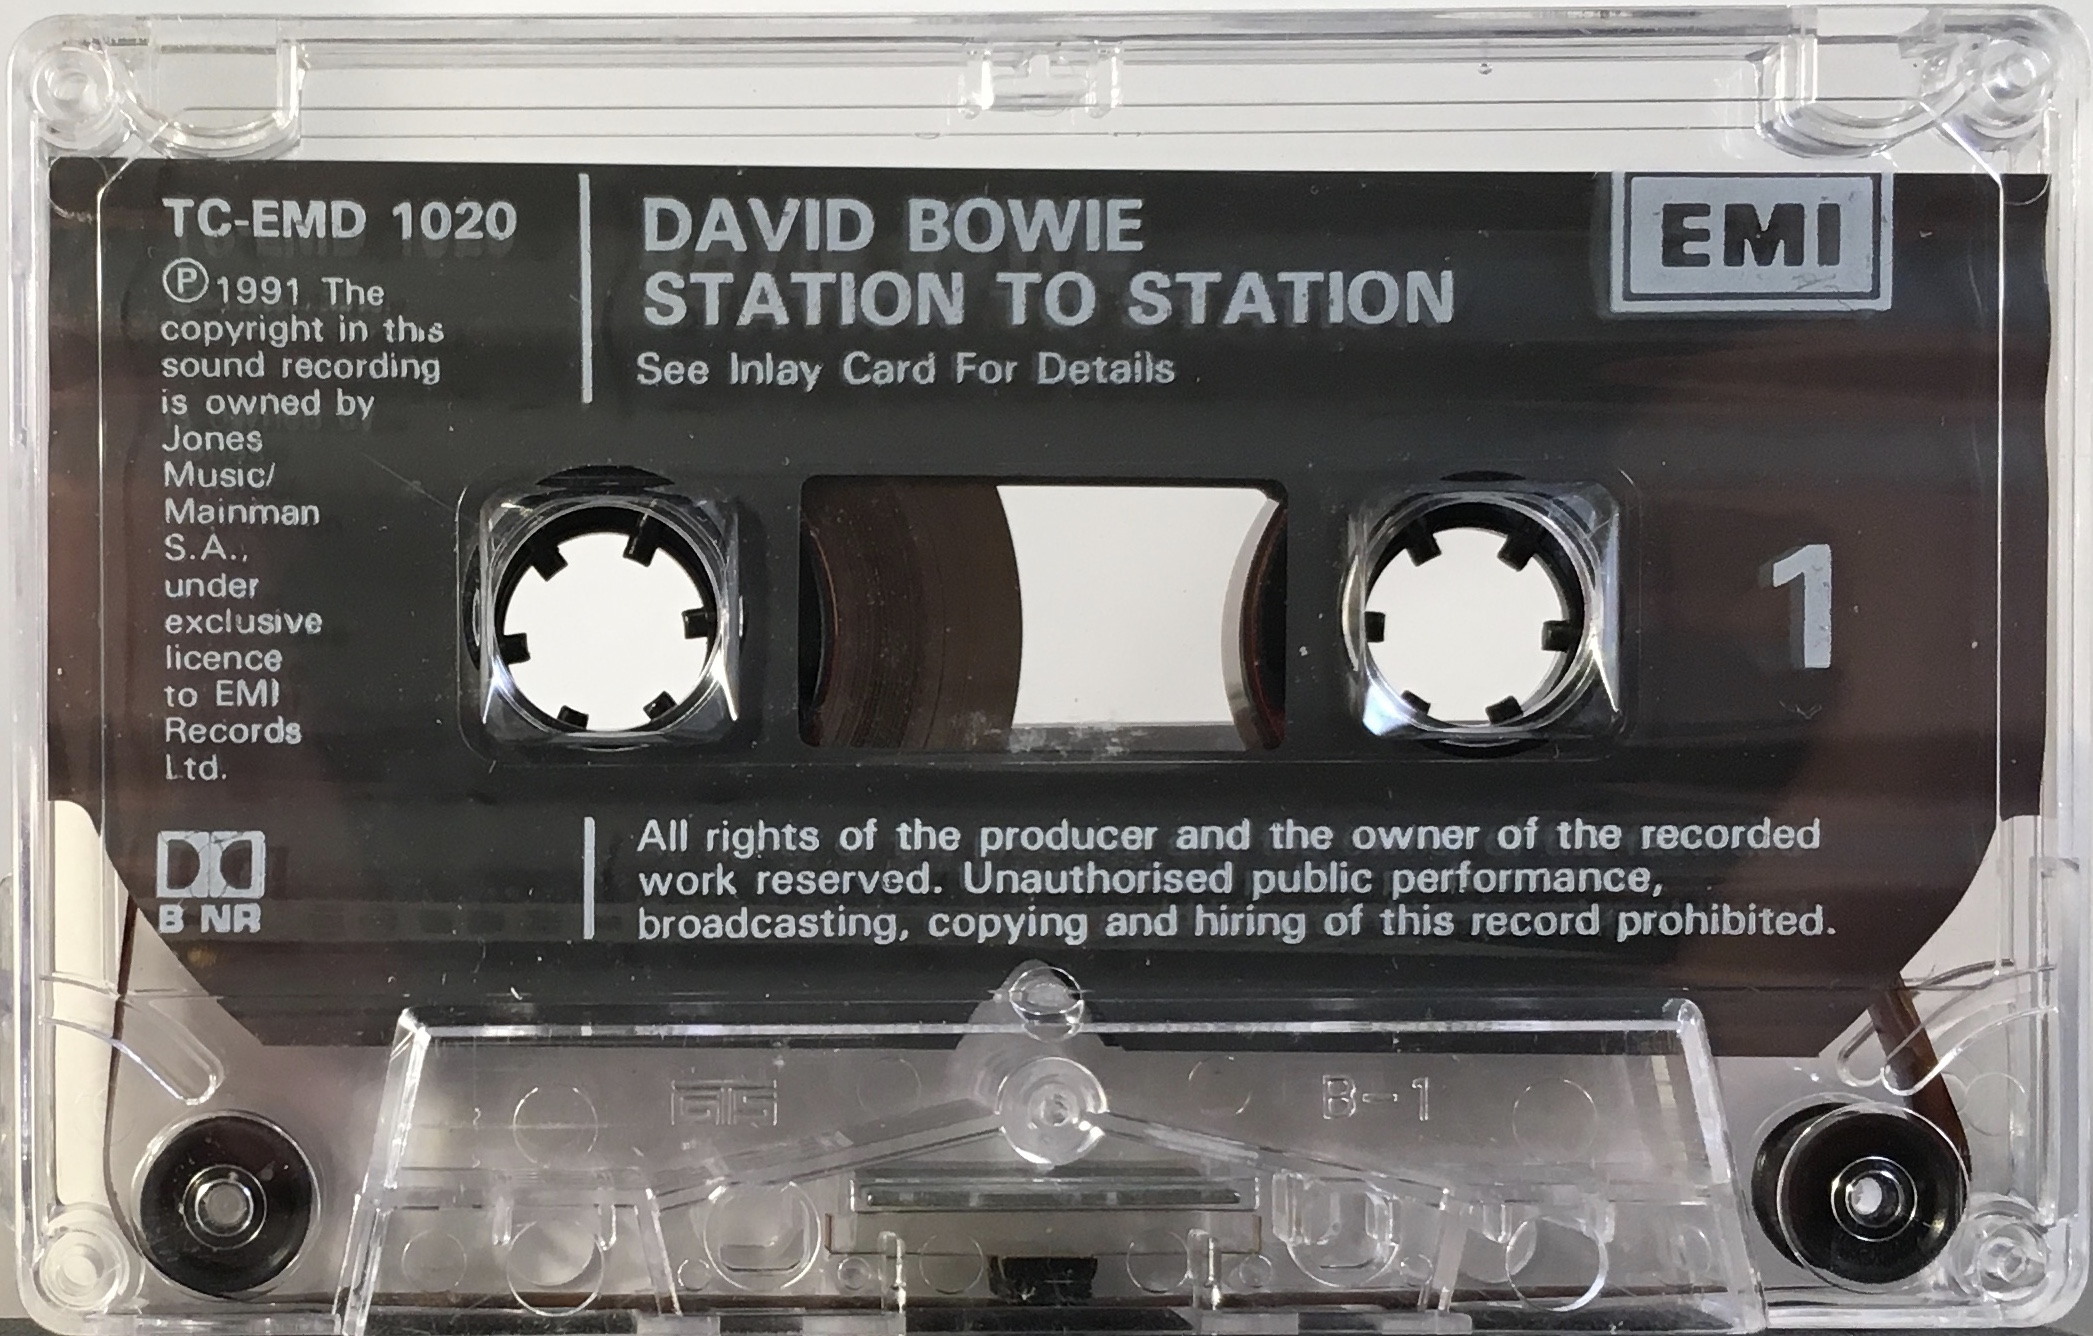 TC-EMD 1020
Ⓟ 1991 The
copyright in this
sound recording
is owned by
Jones
Music/
Mainman
S.A.,
under
exclusive
licence
to EMI
Records
Ltd.
DAVID BOWIE
STATION TO STATION
See Inlay Card For Details
EMI
1
B NR
All rights of the producer and the owner of the recorded
work reserved. Unauthorised public performance,
broadcasting, copying and hiring of this record prohibited.
B-1